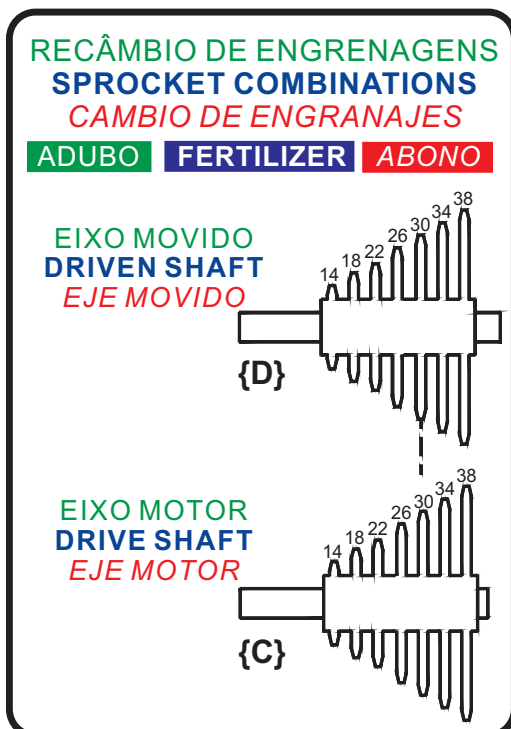 RECÂMBIO DE ENGRENAGENS
SPROCKET COMBINATIONS
CAMBIO DE ENGRANAJES
ADUBO FERTILIZER ABONO
14 18 22 26 30 34 38
EIXO MOVIDO
DRIVEN SHAFT
EJE MOVIDO
{D}
14 18 22 26 30 34 38
EIXO MOTOR
DRIVE SHAFT
EJE MOTOR
{C}